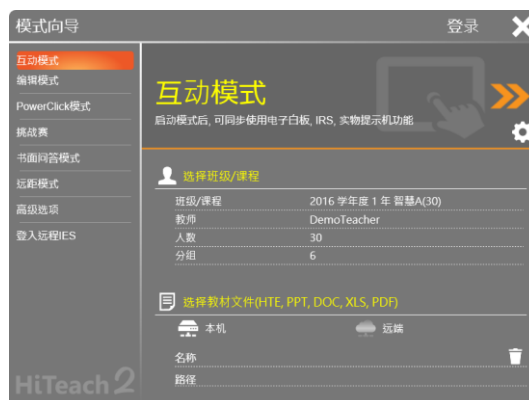 模式向导
登录
互动模式
编辑模式
PowerClick模式
挑战赛
书面问答模式
远距模式
高级选项
登入远程IES
HiTeach 2
互动模式
启动模式后, 可同步使用电子白板, IRS, 实物提示机功能
选择班级/课程
班级/课程 2016 学年度 1 年 智慧A(30)
教师 DemoTeacher
人数 30
分组 6
选择教材文件(HTE, PPT, DOC, XLS, PDF)
本机 远端
名称
路径